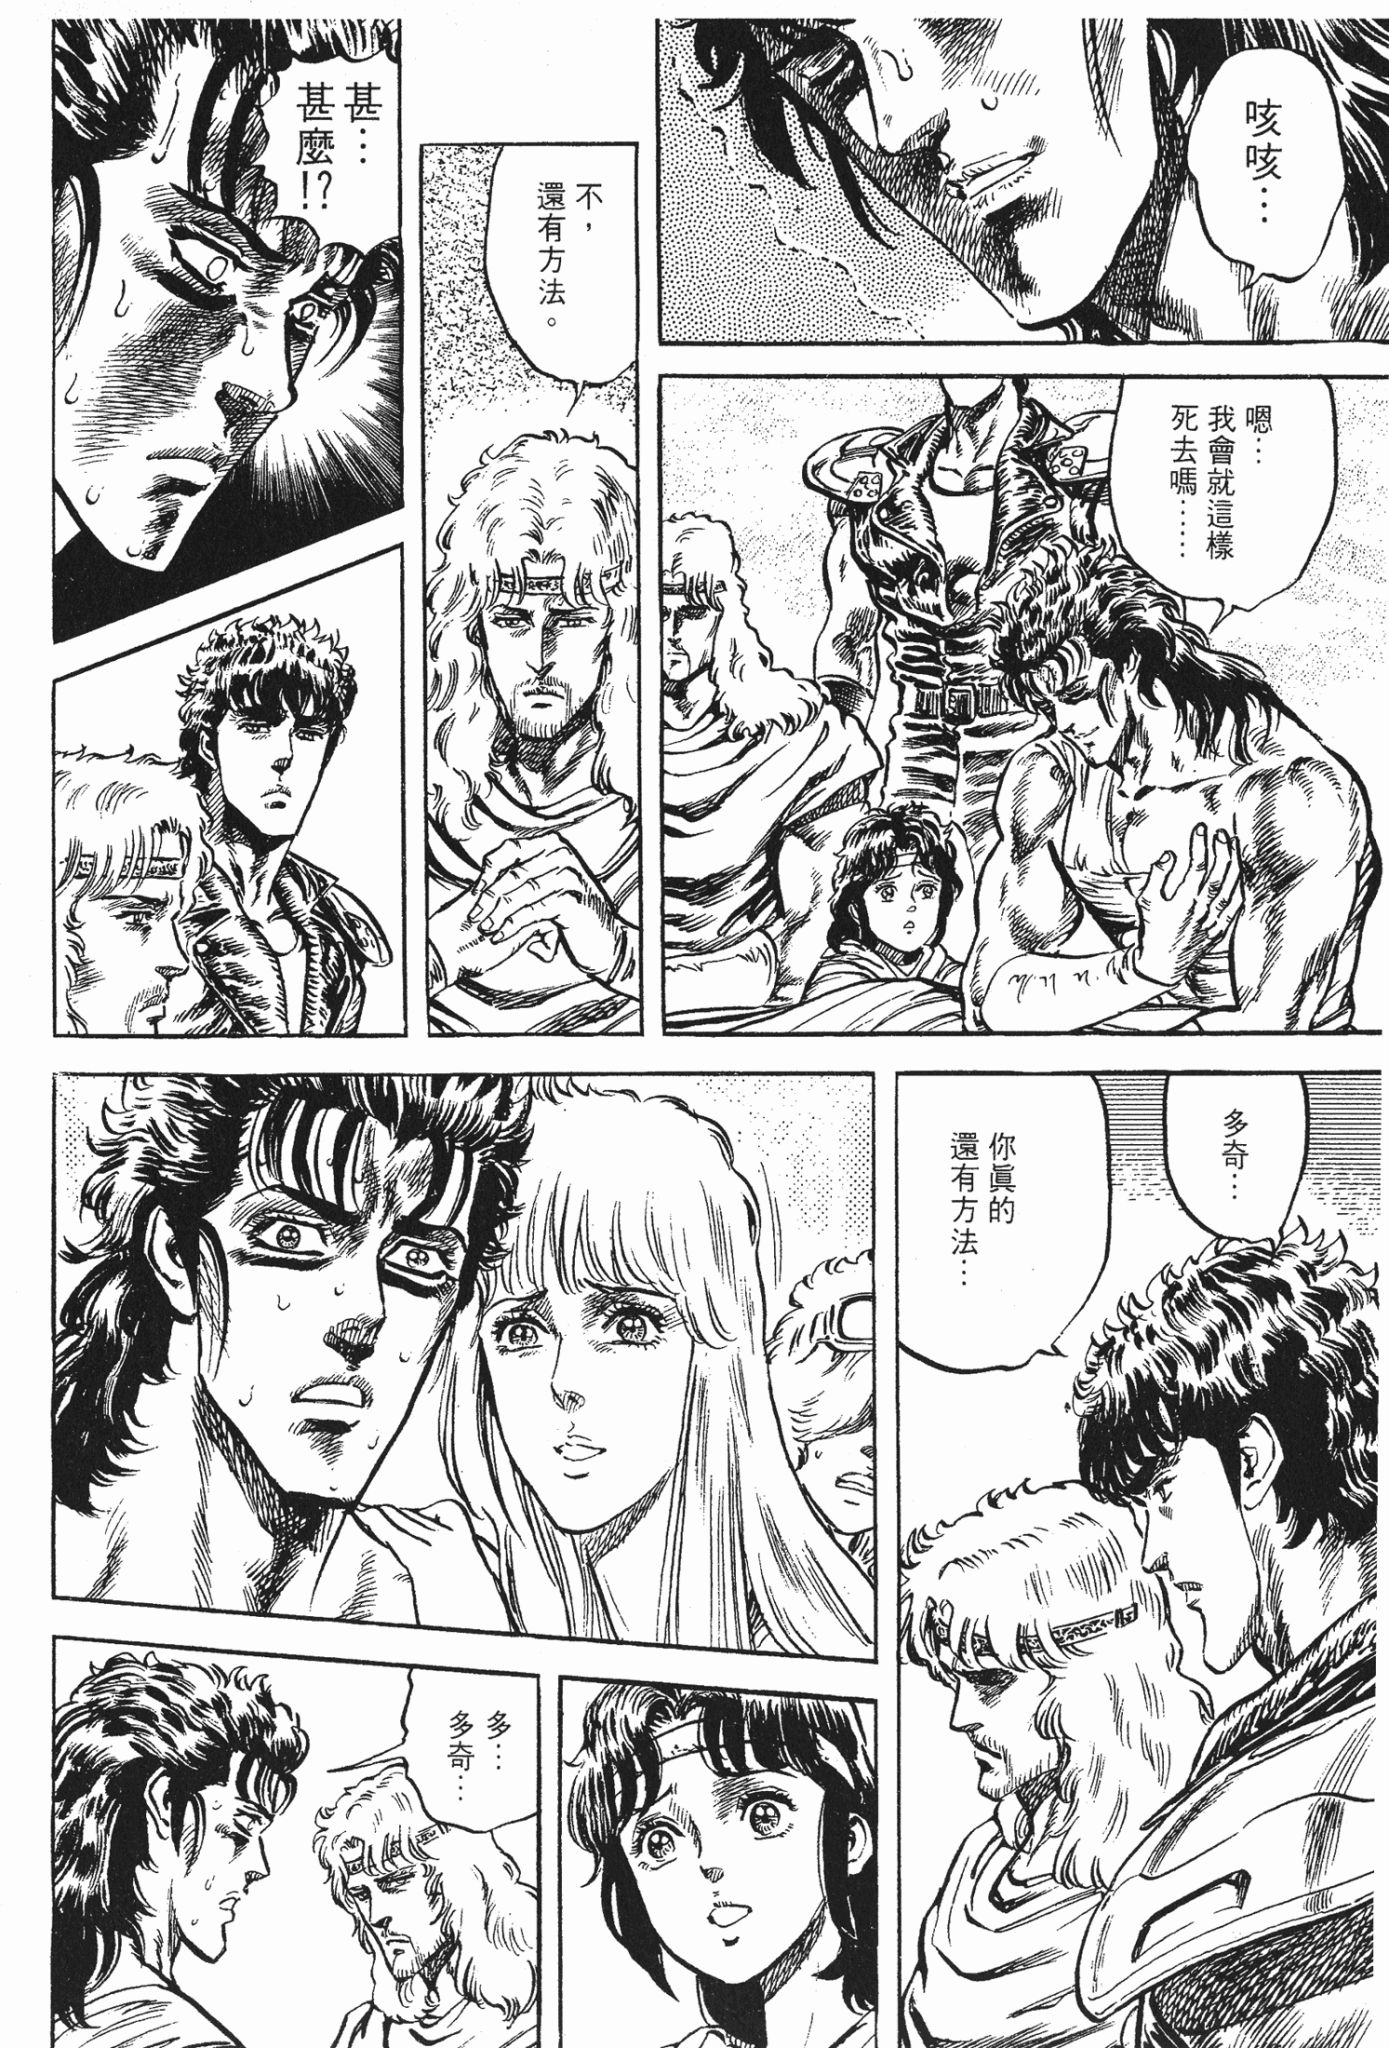 咳咳…
嗯…
我會就這樣
死去嗎……
不，
還有方法。
甚…
甚麼!?
多奇…
你眞的
還有方法…
多…
多奇…